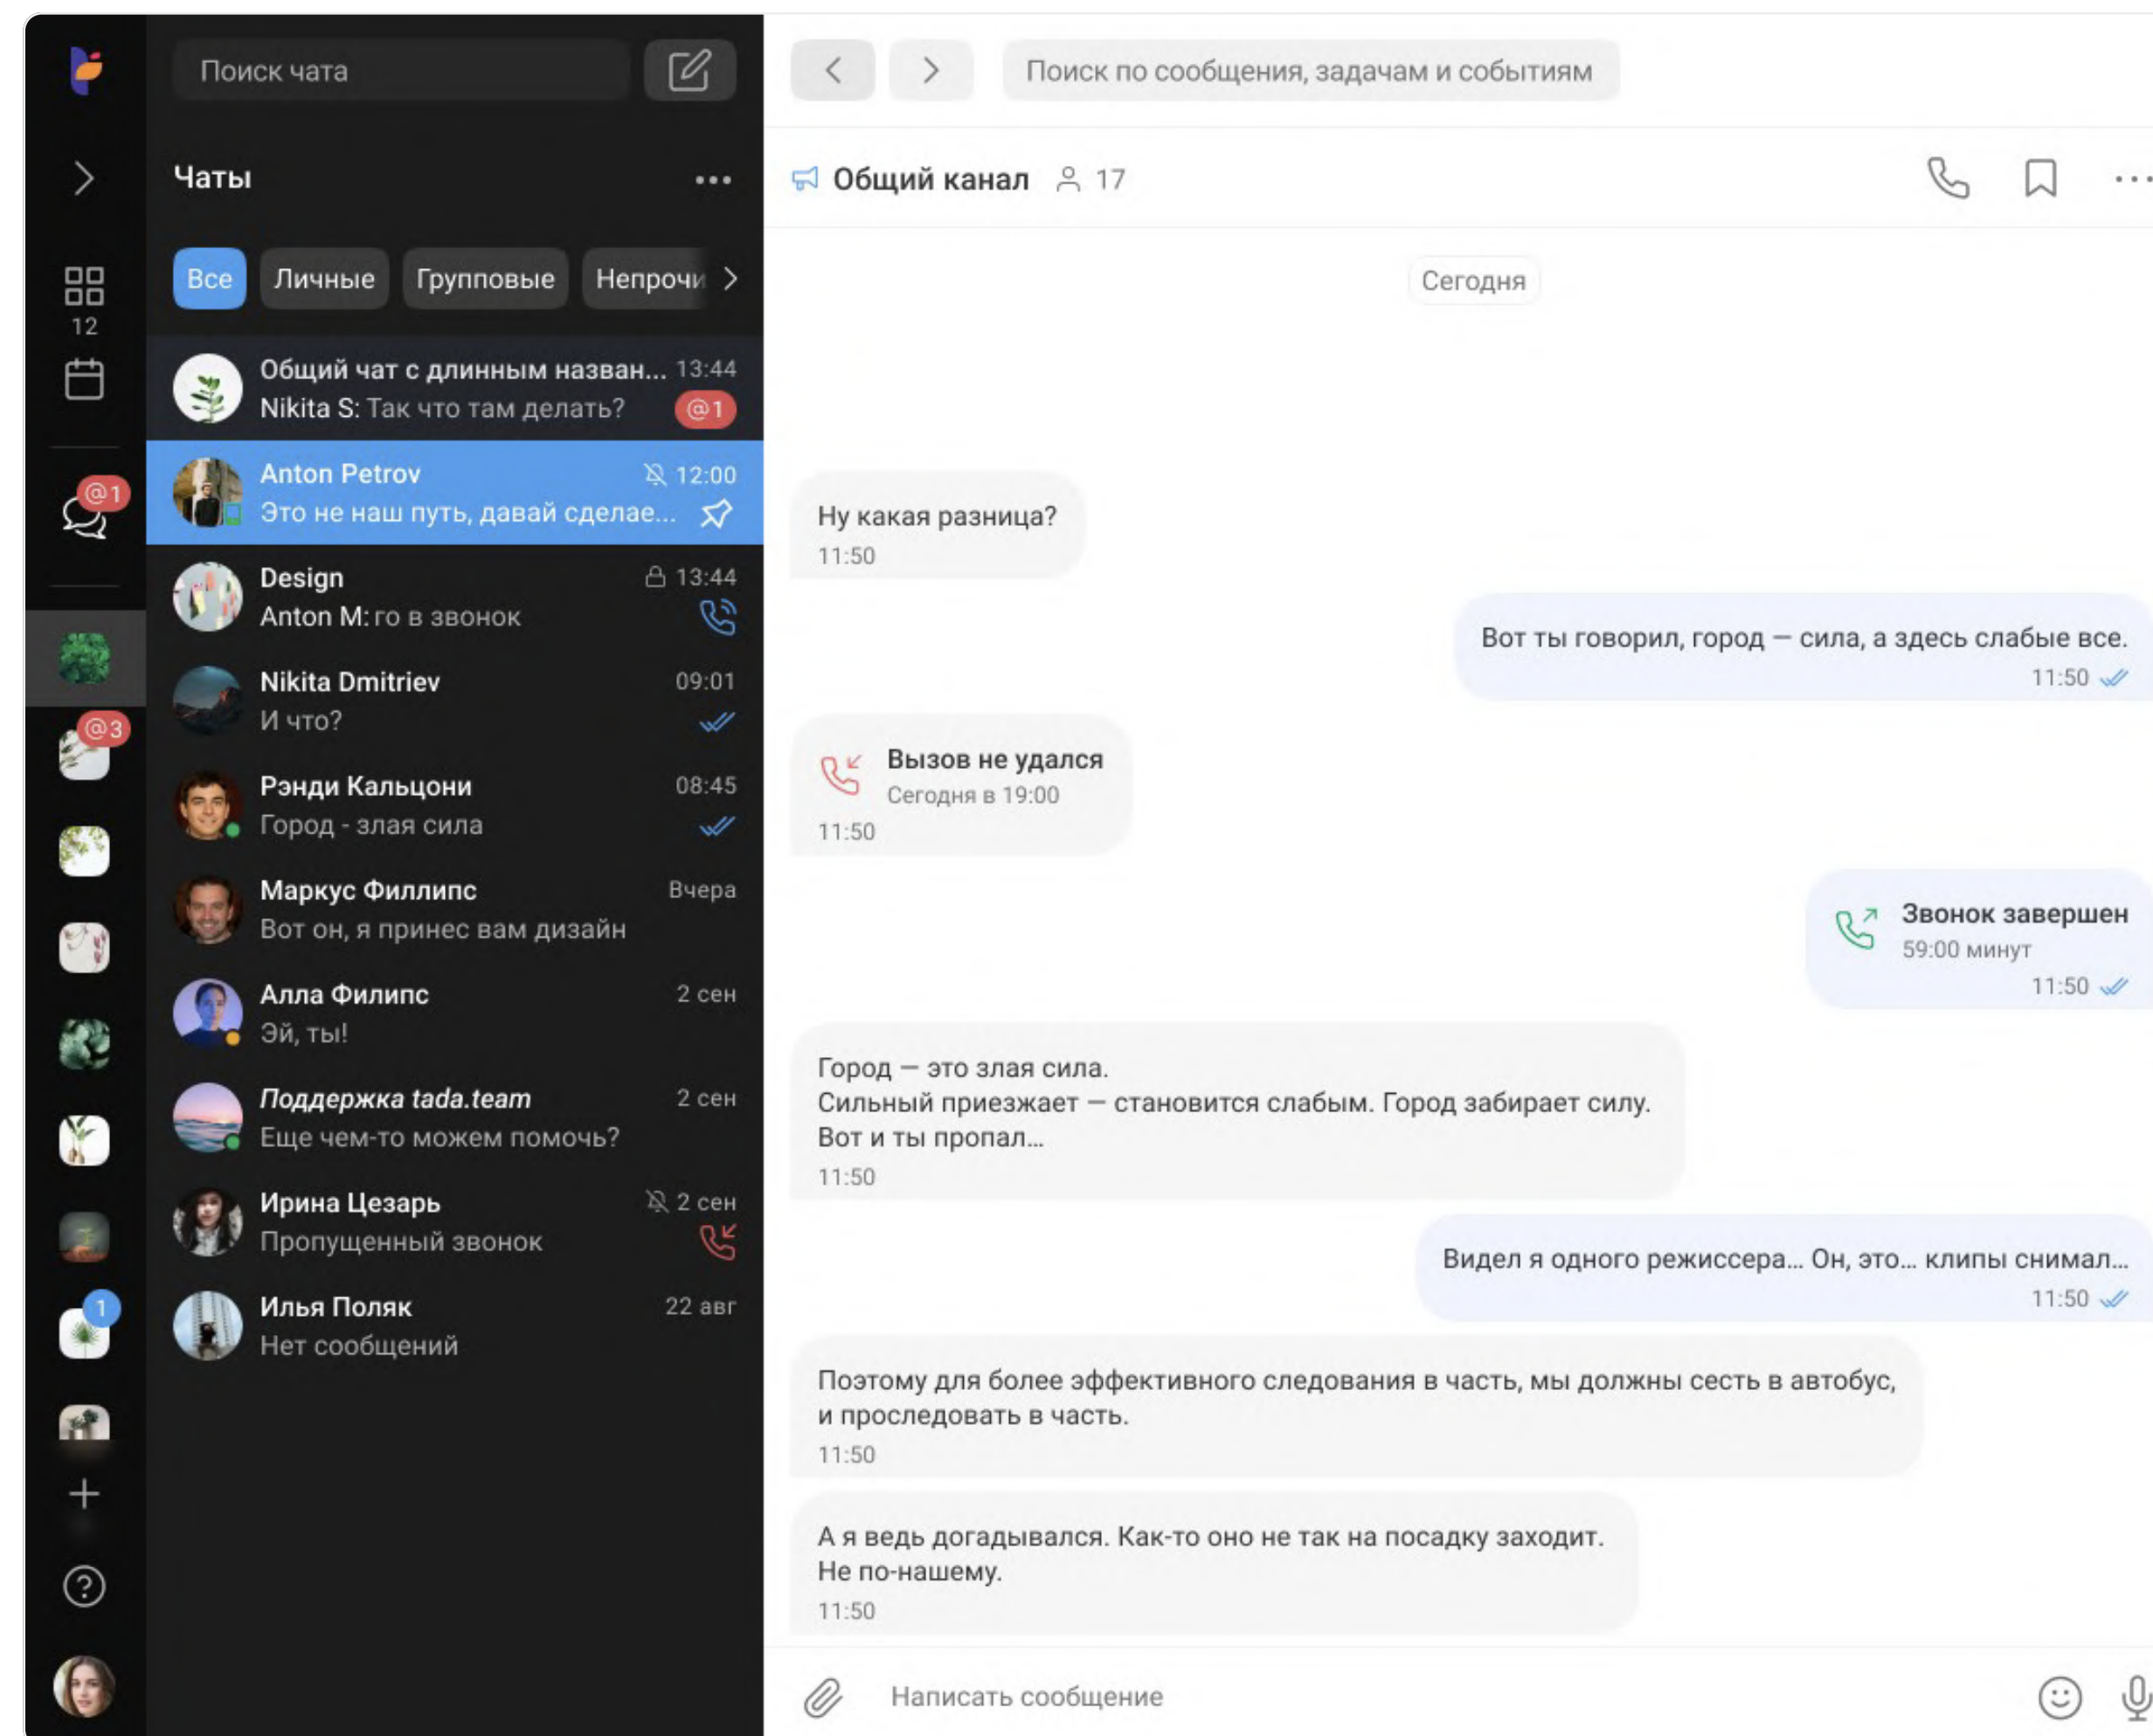 Поиск чата
Чаты
Все Личные Групповые Непрочи
12
Общий чат с длинным назван... 13:44
Nikita S: Так что там делать? @1
@1
Anton Petrov 12:00
Это не наш путь, давай сделае...
Design 13:44
Anton M: го в звонок
Nikita Dmitriev 09:01
И что?
@3
Рэнди Кальцони 08:45
Город - злая сила
Маркус Филлипс Вчера
Вот он, я принес вам дизайн
Алла Филипс 2 сен
Эй, ты!
Поддержка tada.team 2 сен
Еще чем-то можем помочь?
Ирина Цезарь 2 сен
Пропущенный звонок
1
Илья Поляк 22 авг
Нет сообщений
Поиск по сообщения, задачам и событиям
Общий канал 17
Сегодня
Ну какая разница?
11:50
Вот ты говорил, город — сила, а здесь слабые все.
11:50
Вызов не удался
Сегодня в 19:00
11:50
Звонок завершен
59:00 минут
11:50
Город — это злая сила.
Сильный приезжает — становится слабым. Город забирает силу.
Вот и ты пропал...
11:50
Видел я одного режиссера... Он, это... клипы снимал...
11:50
Поэтому для более эффективного следования в часть, мы должны сесть в автобус,
и проследовать в часть.
11:50
А я ведь догадывался. Как-то оно не так на посадку заходит.
Не по-нашему.
11:50
Написать сообщение